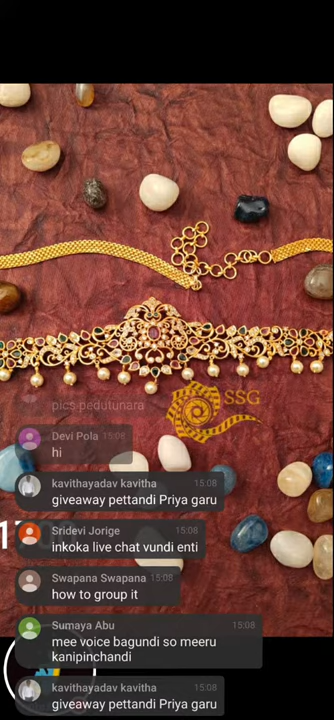 SSG
pics pedutunara
Devi Pola 15:08
hi
kavithayadav kavitha 15:08
giveaway pettandi Priya garu
Sridevi Jorige 15:08
inkoka live chat vundi enti
Swapana Swapana 15:08
how to group it
Sumaya Abu 15:08
mee voice bagundi so meeru
kanipinchandi
kavithayadav kavitha 15:08
giveaway pettandi Priya garu